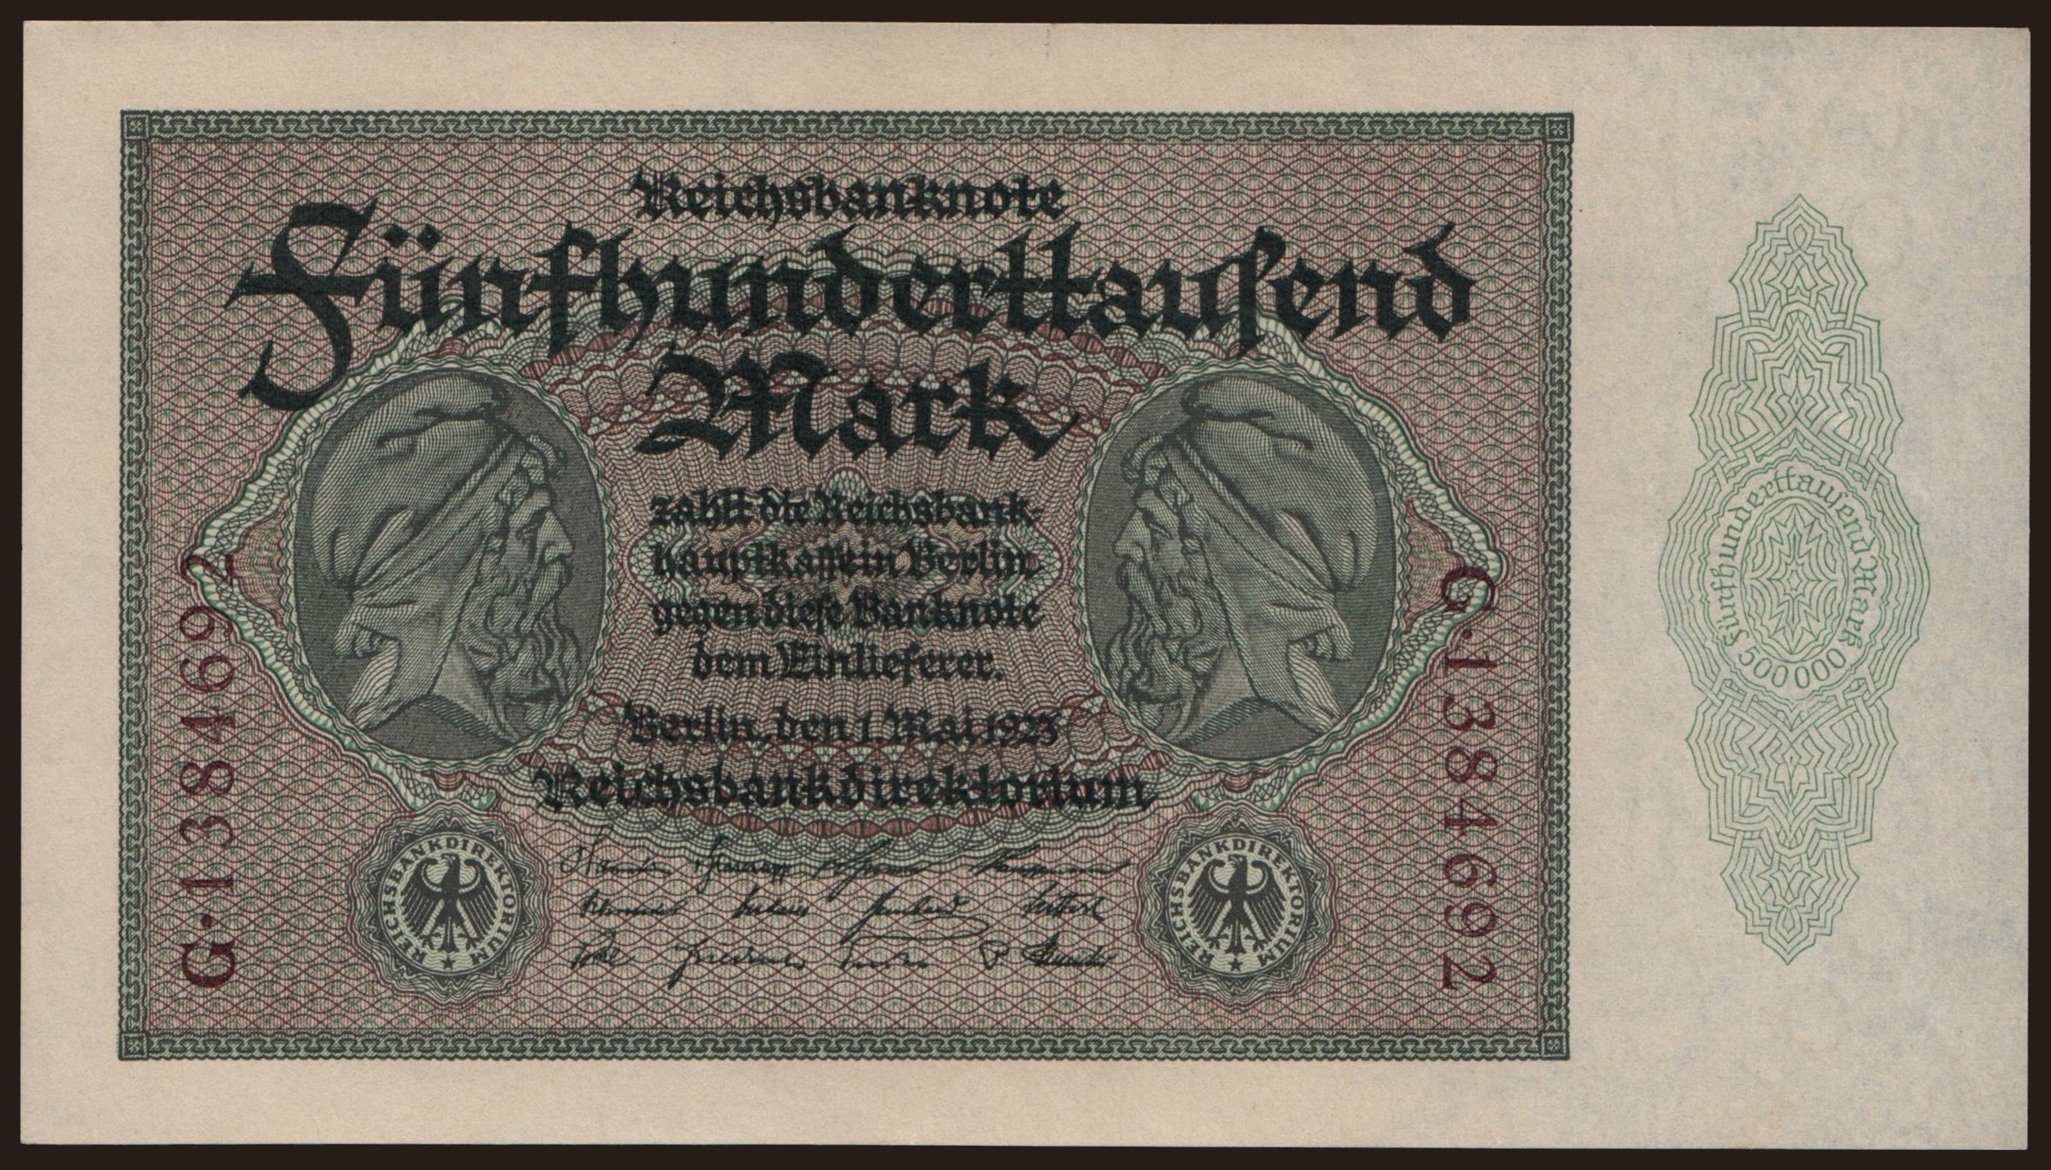 Reichsbanknote
Fünfhunderttauſend
Mark
zahlt die Reichsbank
hauptkaſſe in Berlin
gegen dieſe Banknote
dem Einlieferer.
Berlin, den 1. Mai 1923
Reichsbankdirektorium
G·1384692
G·1384692
REICHSBANKDIREKTORIUM
REICHSBANKDIREKTORIUM
Fünfhunderttauſend Mark
500000